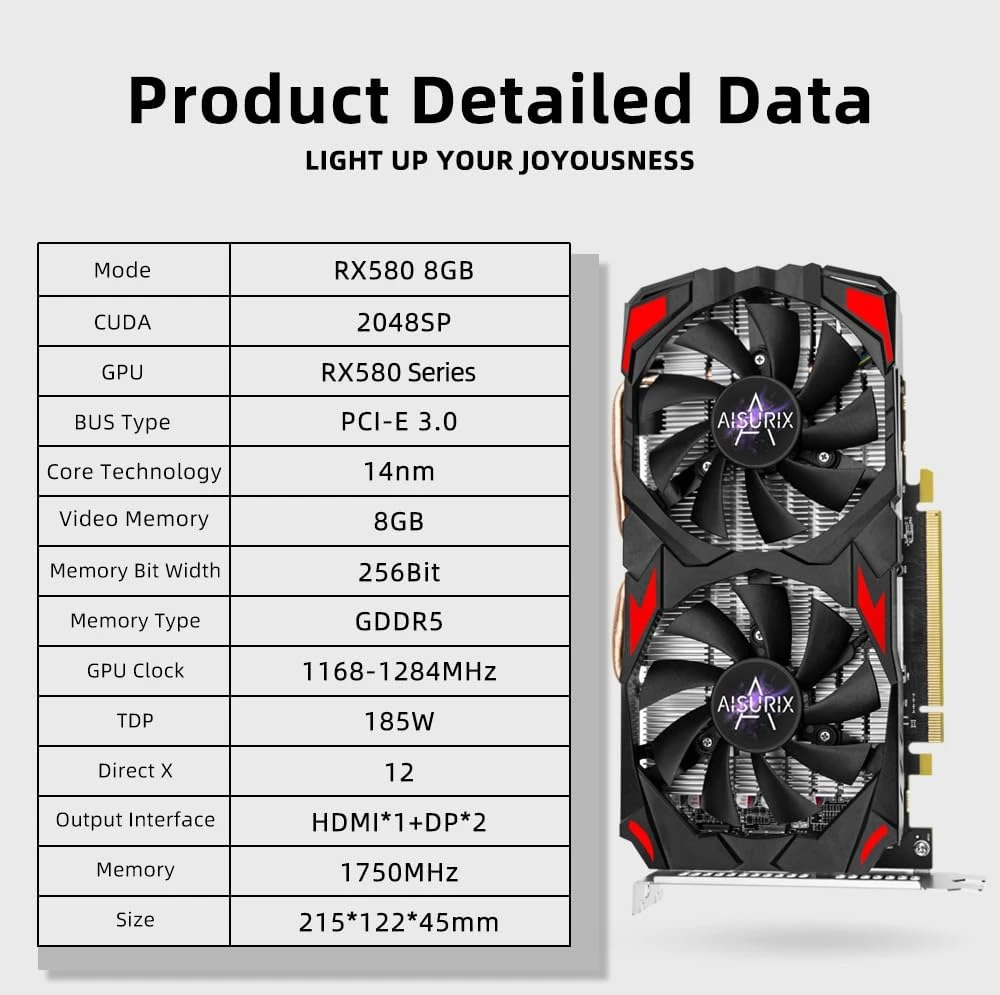 Product Detailed Data
LIGHT UP YOUR JOYOUSNESS
Mode RX580 8GB
CUDA 2048SP
GPU RX580 Series
BUS Type PCI-E 3.0
Core Technology 14nm
Video Memory 8GB
Memory Bit Width 256Bit
Memory Type GDDR5
GPU Clock 1168-1284MHz
TDP 185W
Direct X 12
Output Interface HDMI*1+DP*2
Memory 1750MHz
Size 215*122*45mm
AISURIX
AISURIX